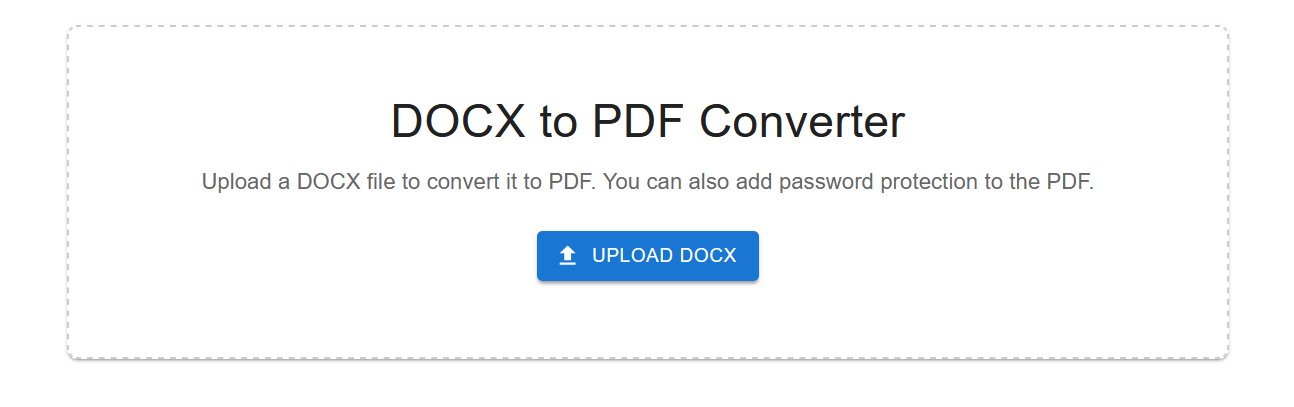 DOCX to PDF Converter
Upload a DOCX file to convert it to PDF. You can also add password protection to the PDF.
UPLOAD DOCX